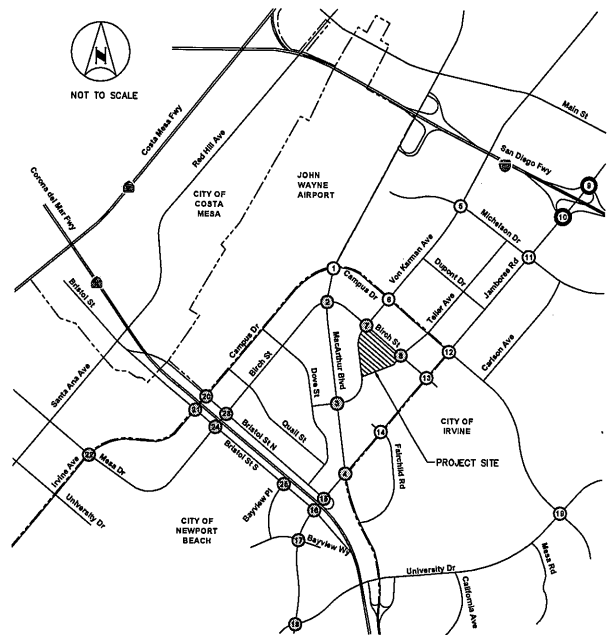 N
NOT TO SCALE
Costa Mesa Fwy
Red Hill Ave
Main St
San Diego Fwy
JOHN
WAYNE
AIRPORT
CITY OF
COSTA
MESA
Corona del Mar Fwy
Bristol St
9
10
5
Michelson Dr
11
Von Karman Ave
Dupont Dr
Teller Ave
Jamboree Rd
Carlson Ave
1
Campus Dr
6
2
7
Birch St
8
12
13
Campus Dr
Birch St
MacArthur Blvd
Dove St
3
Santa Ana Ave
20
21
23
24
Quail St
Bristol St N
Bristol St S
CITY OF
IRVINE
14
PROJECT SITE
Fairchild Rd
4
22
Mesa Dr
Irvine Ave
University Dr
25
15
16
Bayview Pl
17
Bayview Wy
CITY OF
NEWPORT
BEACH
19
Mesa Rd
University Dr
California Ave
18